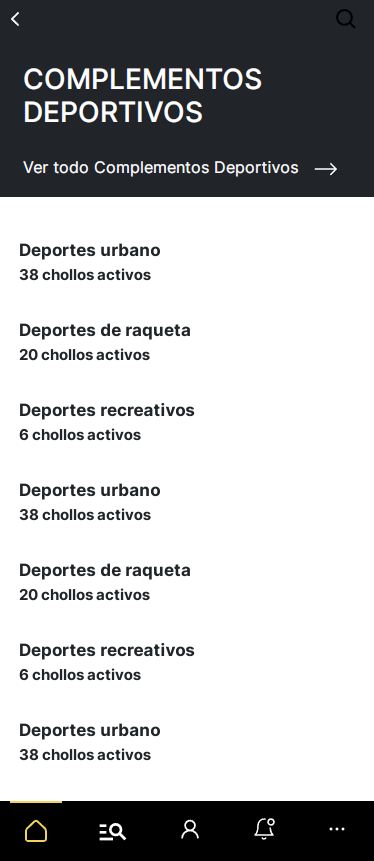 COMPLEMENTOS
DEPORTIVOS
Ver todo Complementos Deportivos
Deportes urbano
38 chollos activos
Deportes de raqueta
20 chollos activos
Deportes recreativos
6 chollos activos
Deportes urbano
38 chollos activos
Deportes de raqueta
20 chollos activos
Deportes recreativos
6 chollos activos
Deportes urbano
38 chollos activos